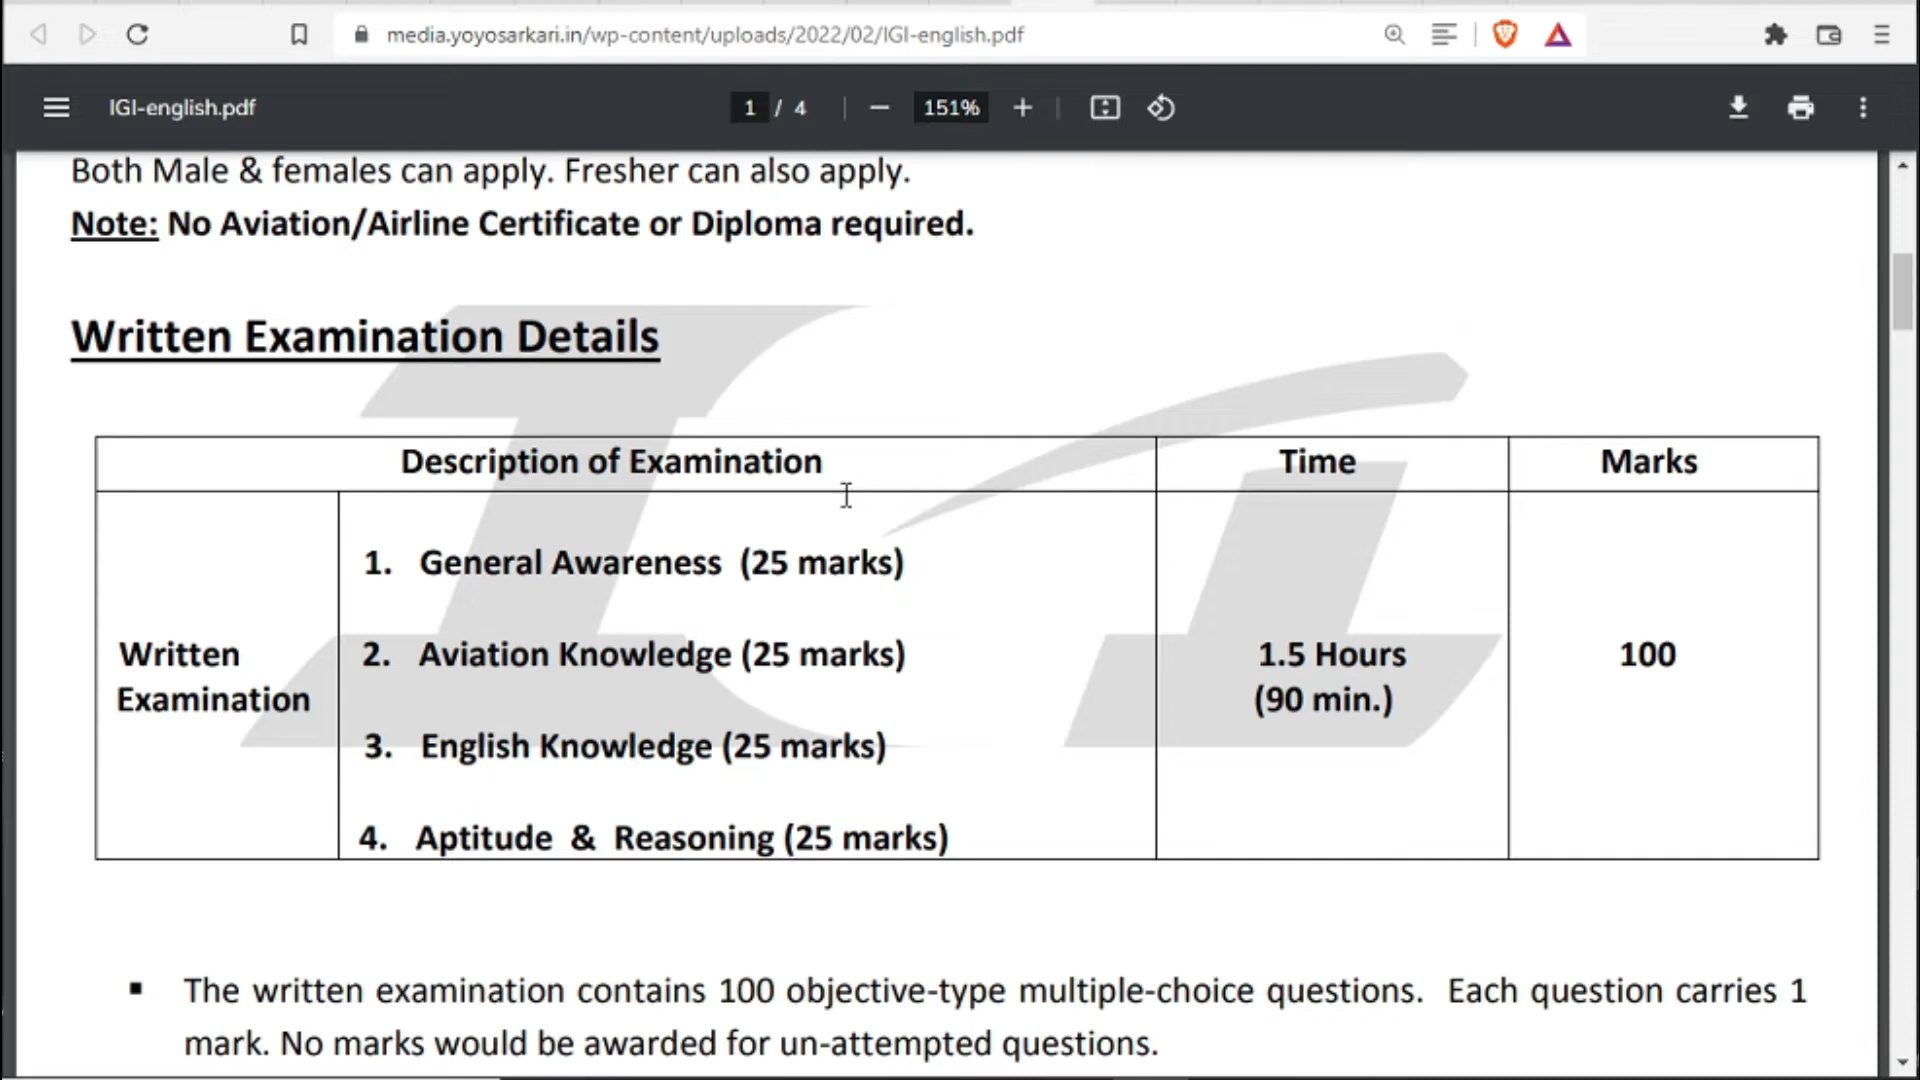 media.yoyosarkari.in/wp-content/uploads/2022/02/IGI-english.pdf
IGI-english.pdf
1 / 4
151%
Both Male & females can apply. Fresher can also apply.
Note: No Aviation/Airline Certificate or Diploma required.
Written Examination Details
Description of Examination Time Marks
1. General Awareness (25 marks)
2. Aviation Knowledge (25 marks)
3. English Knowledge (25 marks)
4. Aptitude & Reasoning (25 marks)
Written
Examination
1.5 Hours
(90 min.)
100
The written examination contains 100 objective-type multiple-choice questions. Each question carries 1
mark. No marks would be awarded for un-attempted questions.